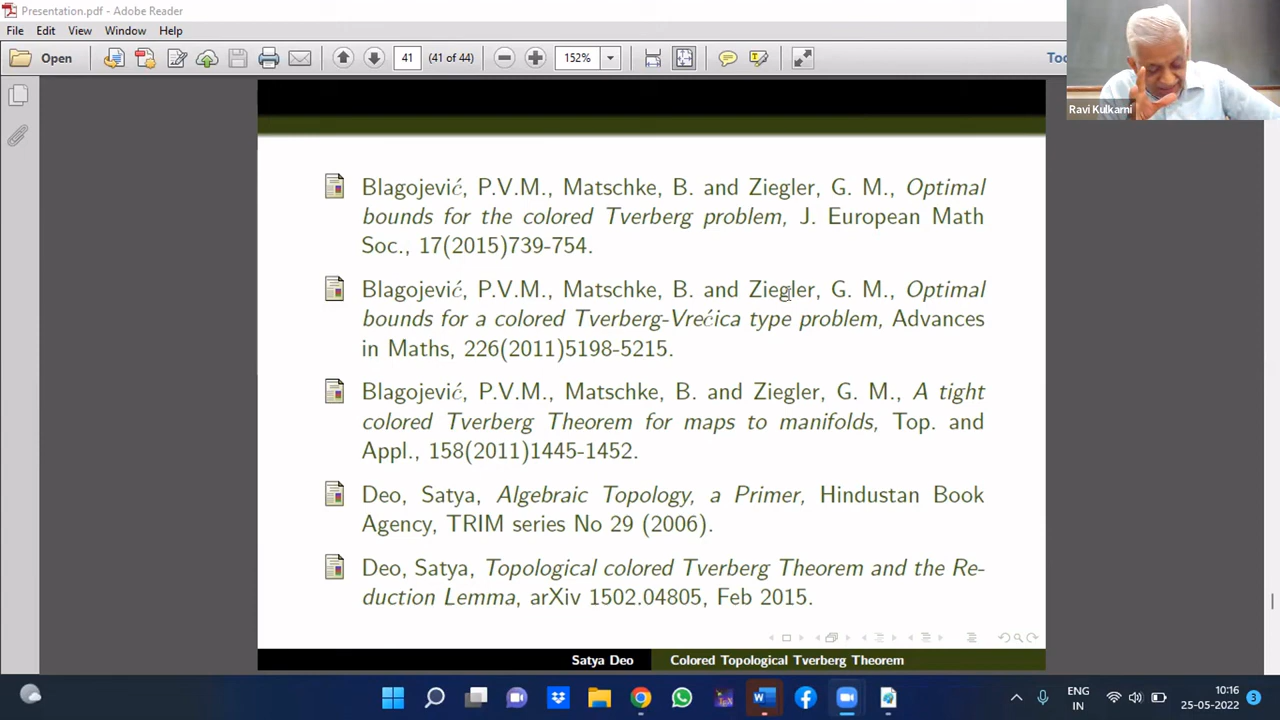 Presentation.pdf - Adobe Reader
File Edit View Window Help
Open 41 (41 of 44) 152%
Ravi Kulkarni
Blagojević, P.V.M., Matschke, B. and Ziegler, G. M., Optimal
bounds for the colored Tverberg problem, J. European Math
Soc., 17(2015)739-754.
Blagojević, P.V.M., Matschke, B. and Ziegler, G. M., Optimal
bounds for a colored Tverberg-Vrećica type problem, Advances
in Maths, 226(2011)5198-5215.
Blagojević, P.V.M., Matschke, B. and Ziegler, G. M., A tight
colored Tverberg Theorem for maps to manifolds, Top. and
Appl., 158(2011)1445-1452.
Deo, Satya, Algebraic Topology, a Primer, Hindustan Book
Agency, TRIM series No 29 (2006).
Deo, Satya, Topological colored Tverberg Theorem and the Re-
duction Lemma, arXiv 1502.04805, Feb 2015.
Satya Deo Colored Topological Tverberg Theorem
ENG 10:16
IN 25-05-2022 3